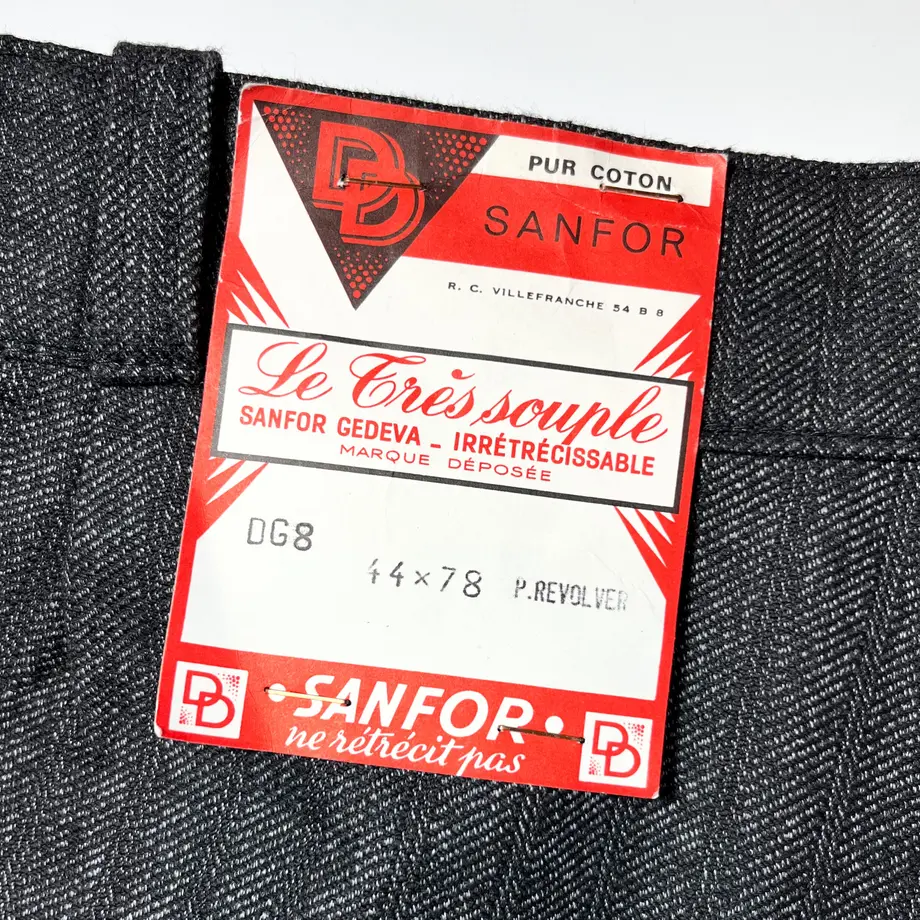 DD
PUR COTON
SANFOR
R. C. VILLEFRANCHE 54 B 8
Le Très souple
SANFOR GEDEVA - IRRÉTRÉCISSABLE
MARQUE DÉPOSÉE
DG8
44×78 P.REVOLVER
DD • SANFOR • DD
ne rétrécit pas